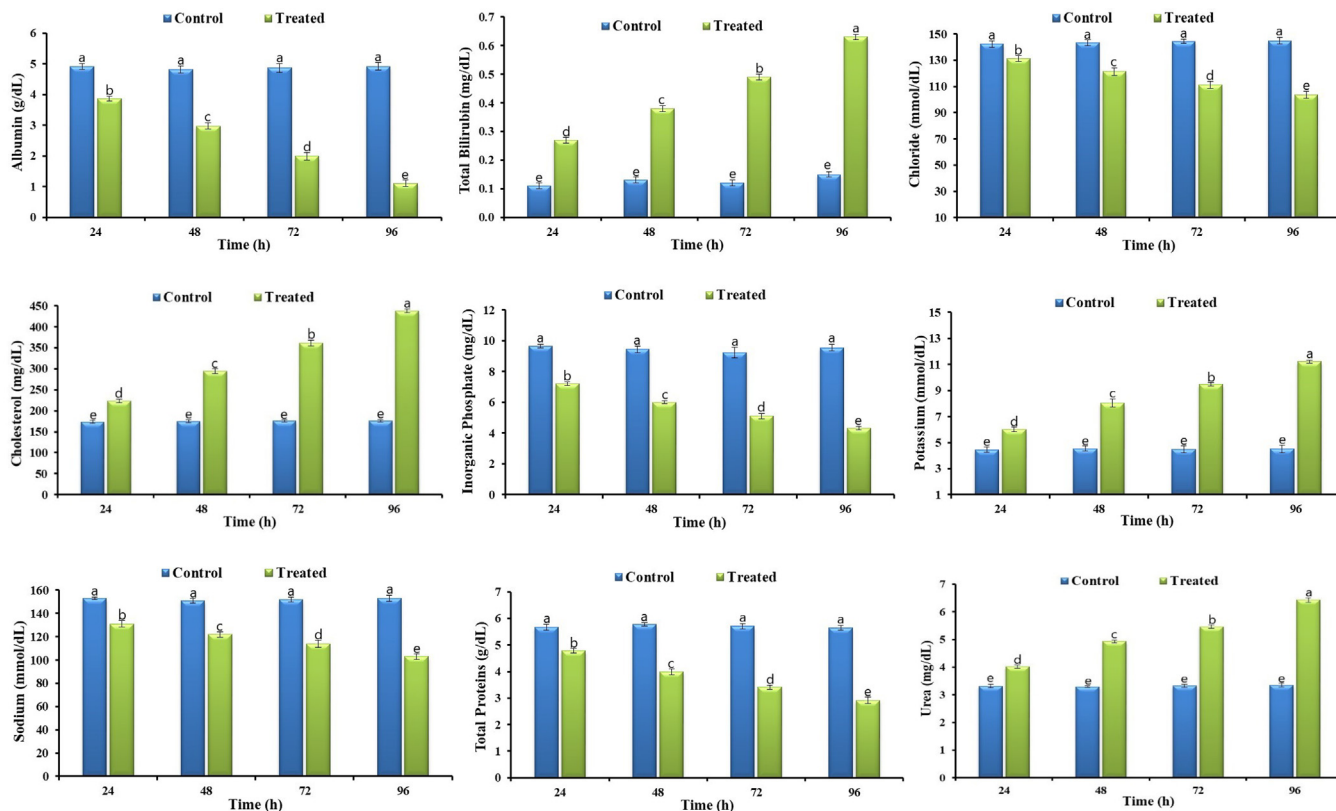 Control Treated
Albumin (g/dL)
6
5
4
3
2
1
0
a a a a
b c d e
24 48 72 96
Time (h)
Control Treated
Total Bilirubin (mg/dL)
0.7
0.6
0.5
0.4
0.3
0.2
0.1
0.0
d c b a
e e e e
24 48 72 96
Time (h)
Control Treated
Chloride (mmol/dL)
150
130
110
90
70
50
30
10
a a a a
b c d e
24 48 72 96
Time (h)
Control Treated
Cholesterol (mg/dL)
450
400
350
300
250
200
150
100
50
0
d c b a
e e e e
24 48 72 96
Time (h)
Control Treated
Inorganic Phosphate (mg/dL)
12
10
8
6
4
2
0
a a a a
b c d e
24 48 72 96
Time (h)
Control Treated
Potassium (mmol/dL)
15
13
11
9
7
5
3
1
d c b a
e e e e
24 48 72 96
Time (h)
Control Treated
Sodium (mmol/dL)
160
140
120
100
80
60
40
20
0
a a a a
b c d e
24 48 72 96
Time (h)
Control Treated
Total Proteins (g/dL)
7
6
5
4
3
2
1
0
a a a a
b c d e
24 48 72 96
Time (h)
Control Treated
Urea (mg/dL)
7
6
5
4
3
2
1
0
d c b a
e e e e
24 48 72 96
Time (h)